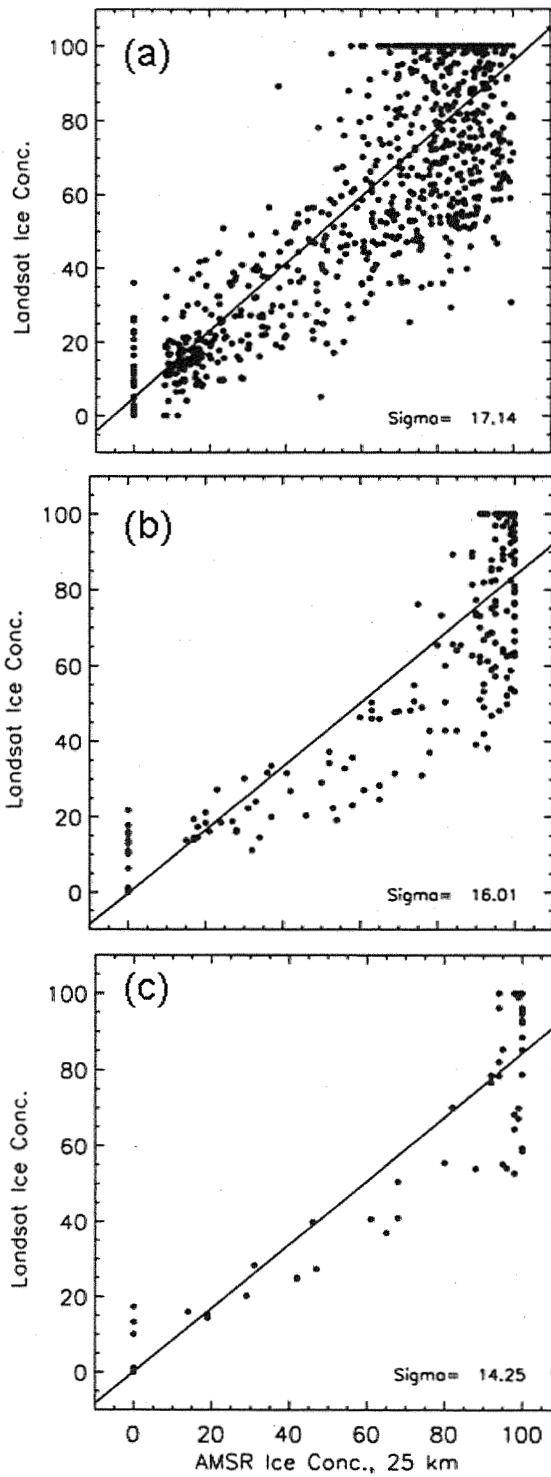 (a)
100
80
60
40
20
0
Landsat Ice Conc.
Sigma= 17.14
(b)
100
80
60
40
20
0
Landsat Ice Conc.
Sigma= 16.01
(c)
100
80
60
40
20
0
Landsat Ice Conc.
Sigma= 14.25
0 20 40 60 80 100
AMSR Ice Conc., 25 km